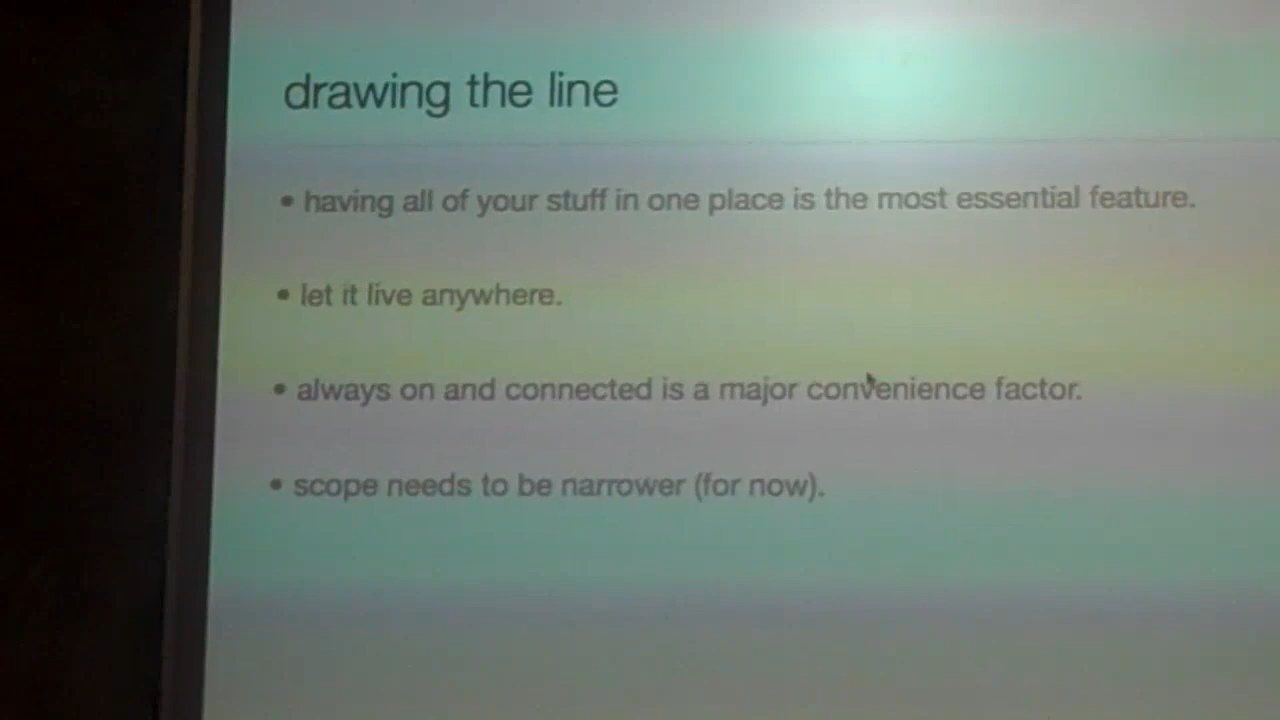 drawing the line
• having all of your stuff in one place is the most essential feature.
• let it live anywhere.
• always on and connected is a major convenience factor.
• scope needs to be narrower (for now).